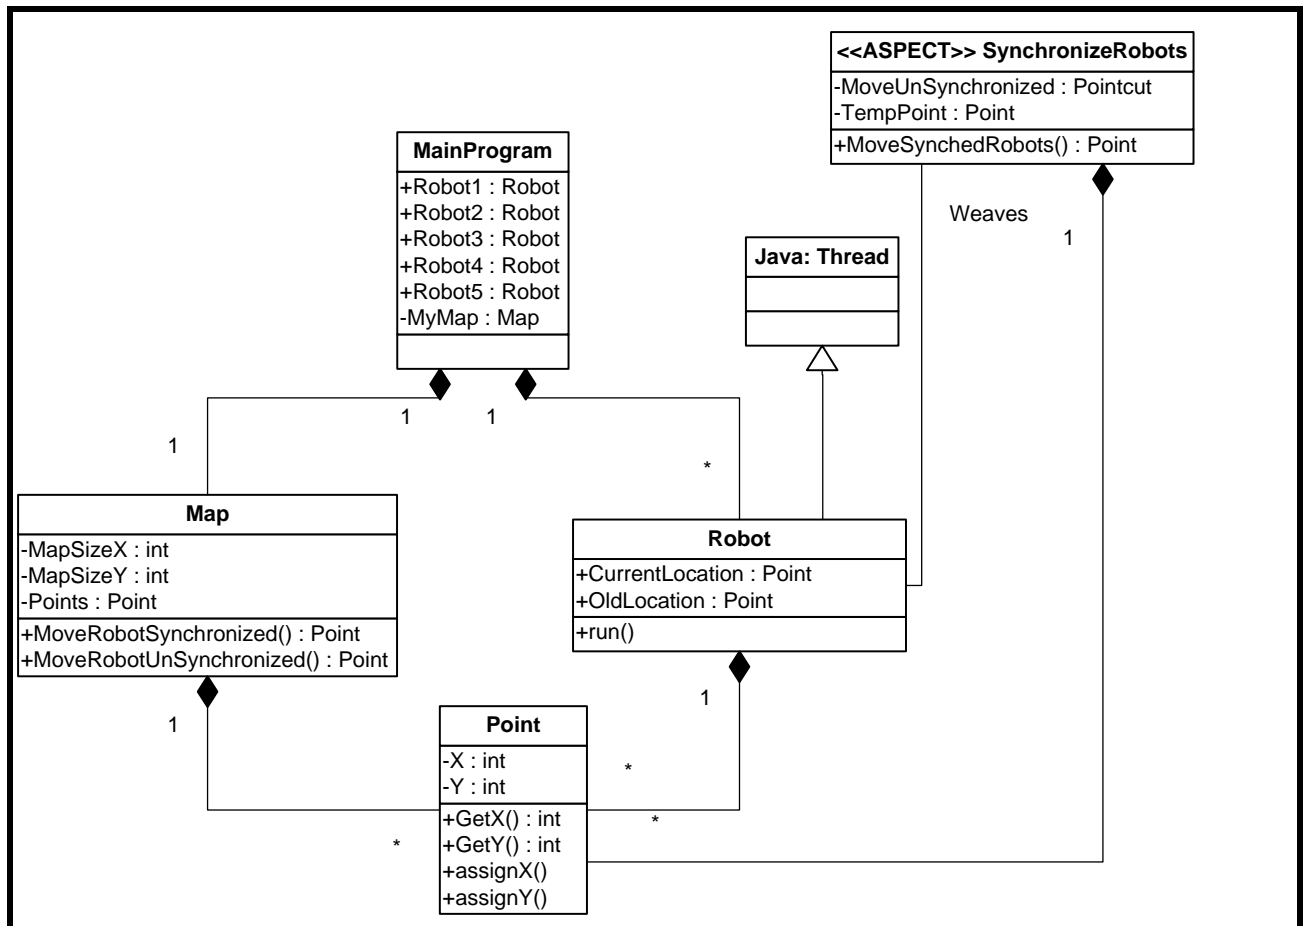 <<ASPECT>> SynchronizeRobots
-MoveUnSynchronized : Pointcut
-TempPoint : Point
+MoveSynchedRobots() : Point
Weaves
1
MainProgram
+Robot1 : Robot
+Robot2 : Robot
+Robot3 : Robot
+Robot4 : Robot
+Robot5 : Robot
-MyMap : Map
1
1
Java: Thread
1
*
Map
-MapSizeX : int
-MapSizeY : int
-Points : Point
+MoveRobotSynchronized() : Point
+MoveRobotUnSynchronized() : Point
1
Robot
+CurrentLocation : Point
+OldLocation : Point
+run()
1
Point
-X : int
-Y : int
+GetX() : int
+GetY() : int
+assignX()
+assignY()
*
*
*